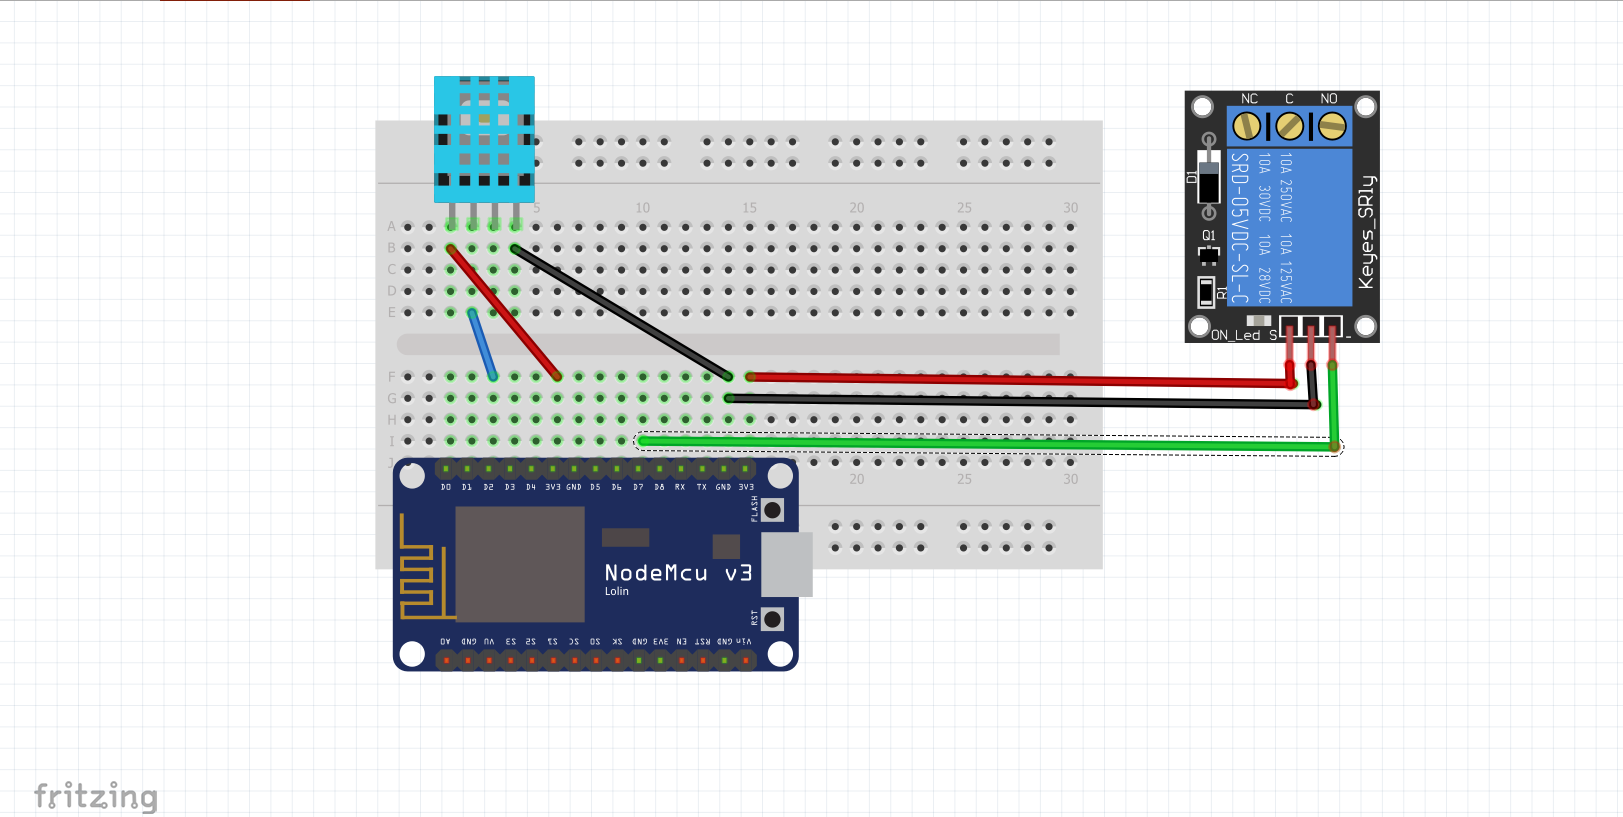 NC C NO
D1
SRD-05VDC-SL-C
10A 30VDC 10A 28VDC
10A 250VAC 10A 125VAC
Keyes_SRly
Q1
R1
ON_Led S -
5 10 15 20 25 30
A
B
C
D
E
F
G
H
I
J
20 25 30
D0 D1 D2 D3 D4 3V3 GND D5 D6 D7 D8 RX TX GND 3V3
FLASH
NodeMcu v3
Lolin
RST
A0 GND VU S3 S2 S1 SC S0 SK GND 3V3 EN RST GND Vin
fritzing